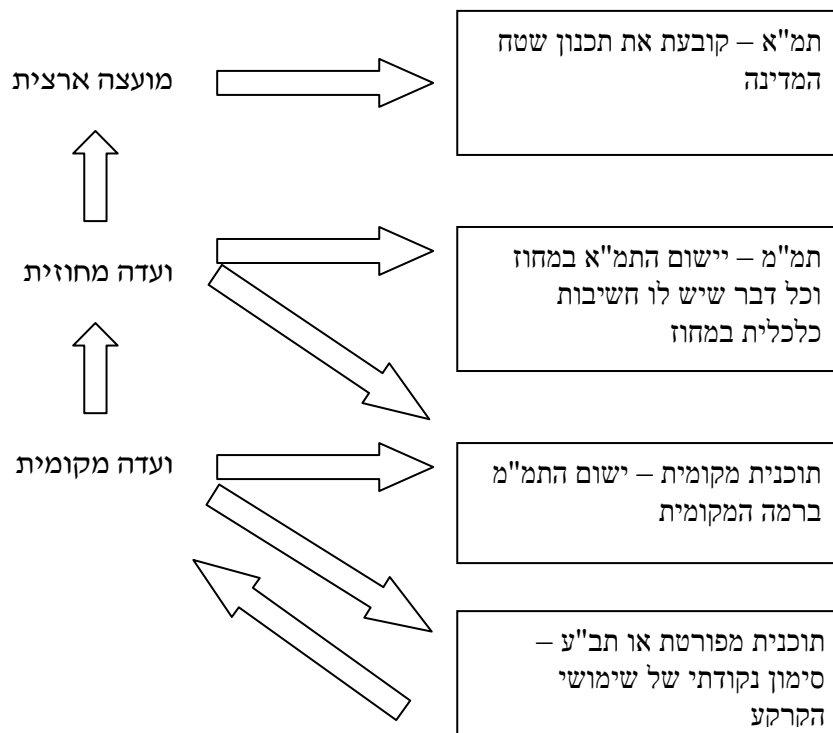 תמ"א – קובעת את תכנון שטח
המדינה
מועצה ארצית
תמ"מ – יישום התמ"א במחוז
וכל דבר שיש לו חשיבות
כלכלית במחוז
ועדה מחוזית
תוכנית מקומית – ישום התמ"מ
ברמה המקומית
ועדה מקומית
תוכנית מפורטת או תב"ע –
סימון נקודתי של שימושי
הקרקע